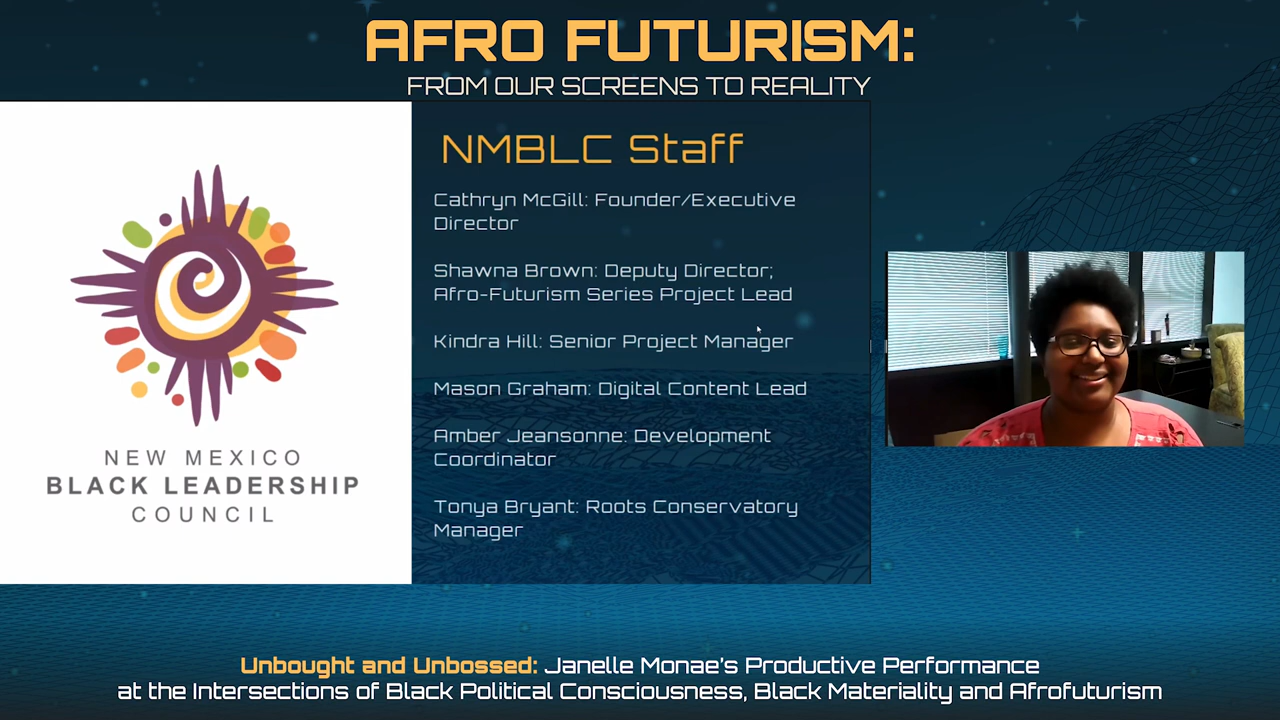 AFRO FUTURISM:
FROM OUR SCREENS TO REALITY
NEW MEXICO
BLACK LEADERSHIP
COUNCIL
NMBLC Staff
Cathryn McGill: Founder/Executive
Director
Shawna Brown: Deputy Director;
Afro-Futurism Series Project Lead
Kindra Hill: Senior Project Manager
Mason Graham: Digital Content Lead
Amber Jeansonne: Development
Coordinator
Tonya Bryant: Roots Conservatory
Manager
Unbought and Unbossed: Janelle Monae's Productive Performance
at the Intersections of Black Political Consciousness, Black Materiality and Afrofuturism